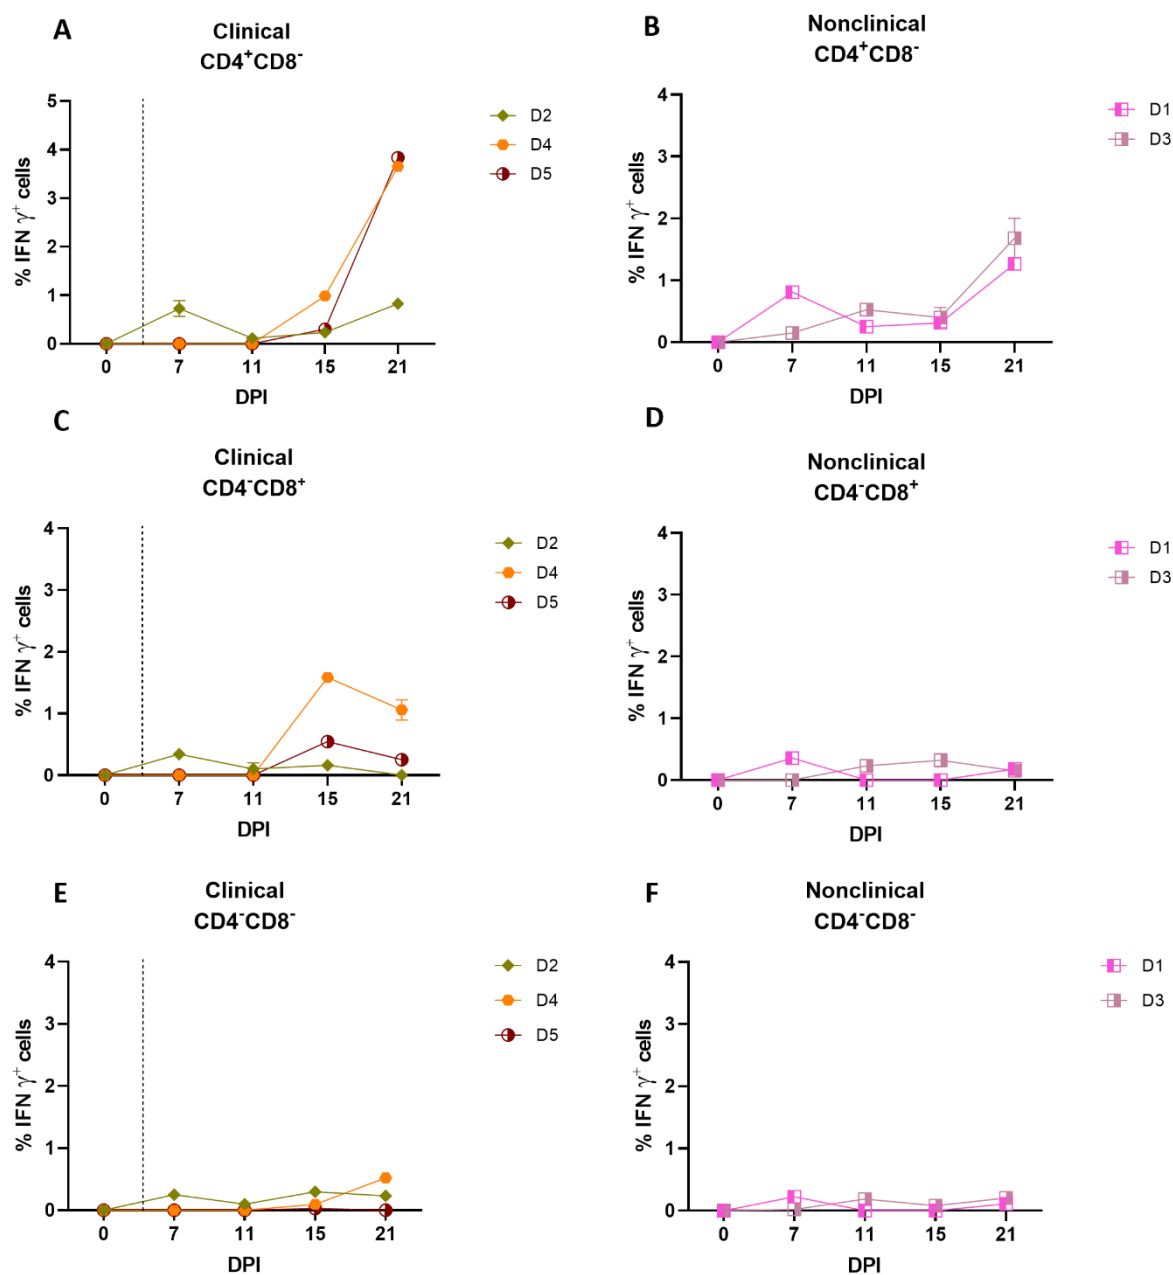 A
Clinical
CD4⁺CD8⁻
5
4
3
2
1
0
% IFN γ⁺ cells
0 7 11 15 21
DPI
D2
D4
D5
B
Nonclinical
CD4⁺CD8⁻
4
3
2
1
0
% IFN γ⁺ cells
0 7 11 15 21
DPI
D1
D3
C
Clinical
CD4⁻CD8⁺
4
3
2
1
0
% IFN γ⁺ cells
0 7 11 15 21
DPI
D2
D4
D5
D
Nonclinical
CD4⁻CD8⁺
4
3
2
1
0
% IFN γ⁺ cells
0 7 11 15 21
DPI
D1
D3
E
Clinical
CD4⁻CD8⁻
4
3
2
1
0
% IFN γ⁺ cells
0 7 11 15 21
DPI
D2
D4
D5
F
Nonclinical
CD4⁻CD8⁻
4
3
2
1
0
% IFN γ⁺ cells
0 7 11 15 21
DPI
D1
D3